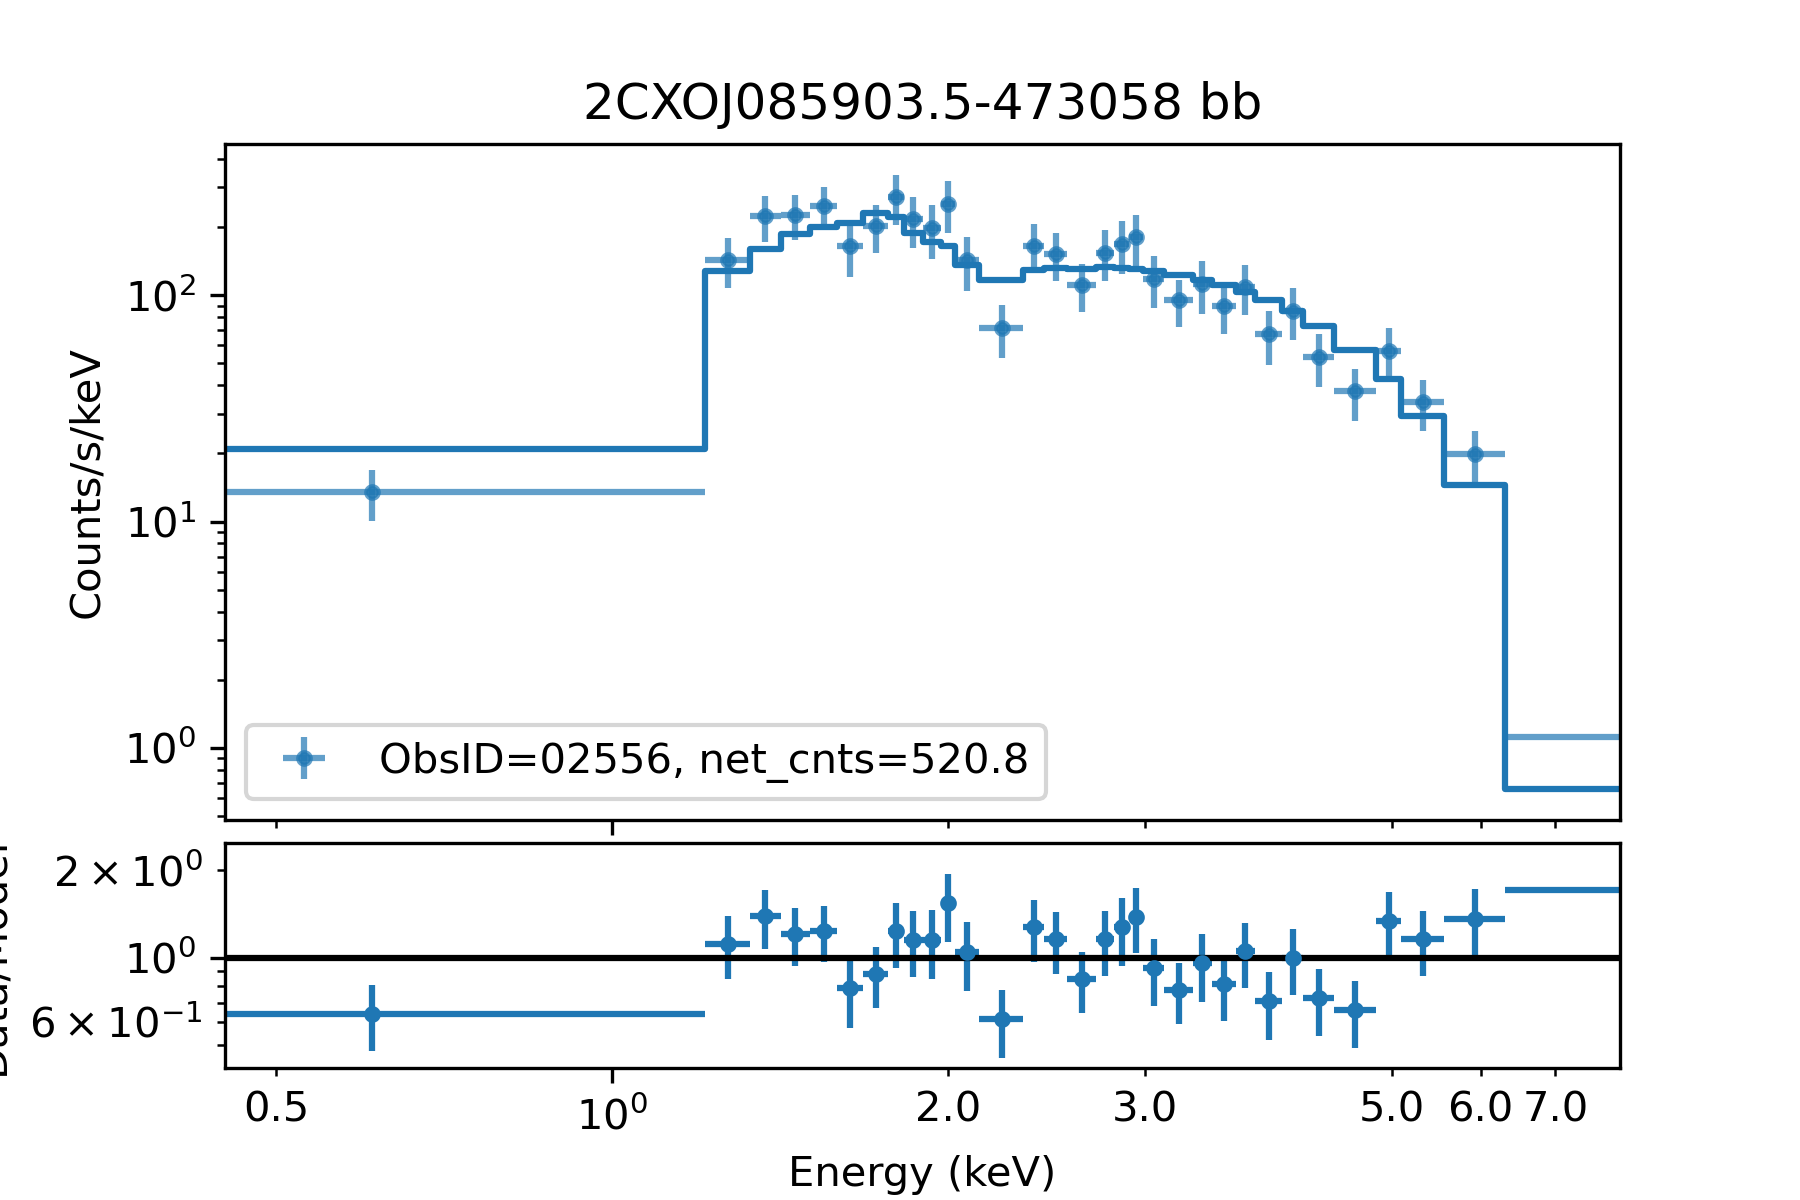 2CXOJ085903.5-473058 bb
Counts/s/keV
10²
10¹
10⁰
ObsID=02556, net_cnts=520.8
2 × 10⁰
10⁰
6 × 10⁻¹
0.5 10⁰ 2.0 3.0 5.0 6.0 7.0
Energy (keV)